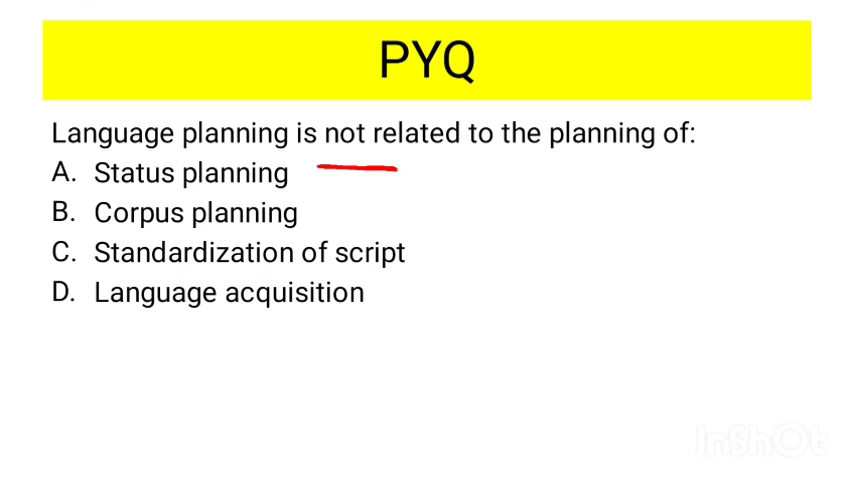 PYQ
Language planning is not related to the planning of:
A. Status planning
B. Corpus planning
C. Standardization of script
D. Language acquisition
InShOt